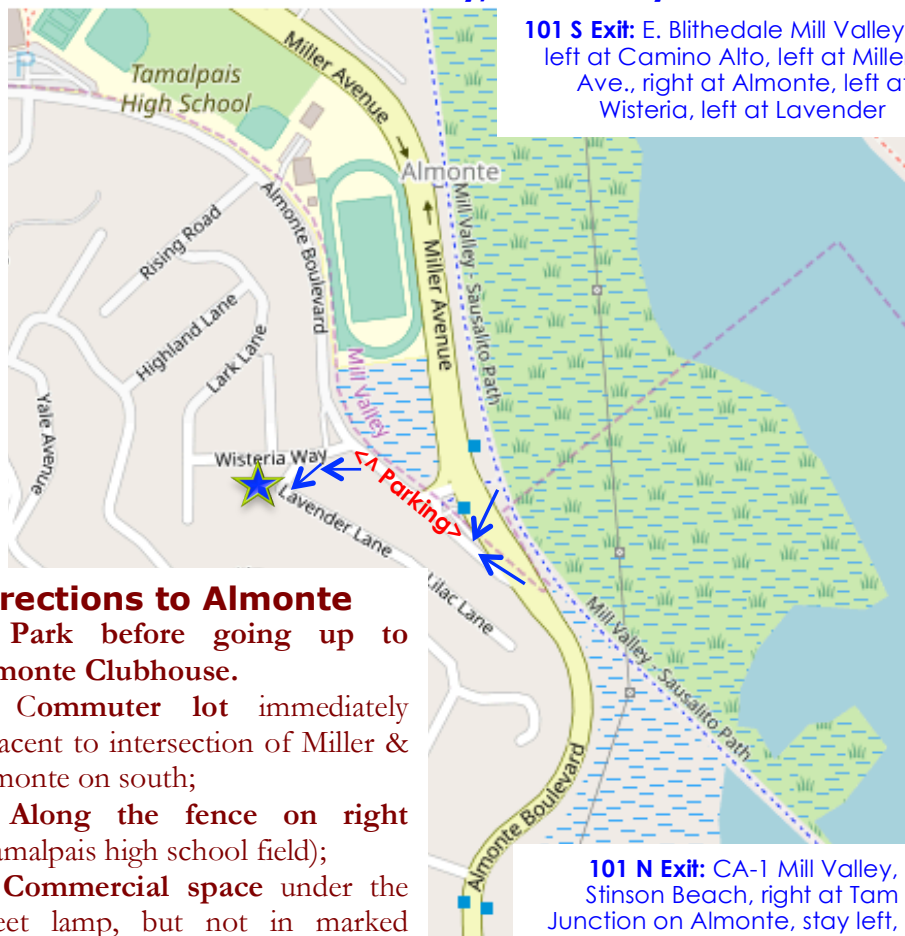 101 S Exit: E. Blithedale Mill Valley
left at Camino Alto, left at Mille
Ave., right at Almonte, left a
Wisteria, left at Lavender
Miller Avenue
Tamalpais
High School
P
Almonte
Mill Valley - Sausalito Path
Almonte Boulevard
Rising Road
Miller Avenue
Highland Lane
Lark Lane
Mill Valley
Yale Avenue
Wisteria Way
<^ Parking>
Lavender Lane
Lilac Lane
Mill Valley - Sausalito Path
Almonte Boulevard
rections to Almonte
Park before going up to
monte Clubhouse.
Commuter lot immediately
acent to intersection of Miller &
monte on south;
Along the fence on right
amalpais high school field);
Commercial space under the
eet lamp, but not in marked
101 N Exit: CA-1 Mill Valley,
Stinson Beach, right at Tam
Junction on Almonte, stay left,